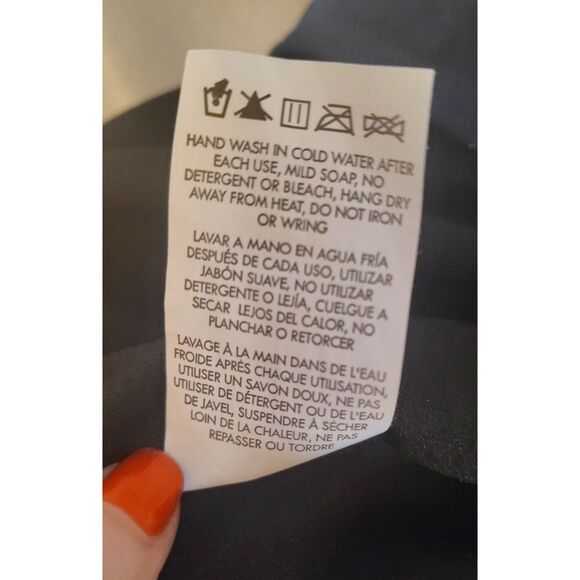 HAND WASH IN COLD WATER AFTER
EACH USE, MILD SOAP, NO
DETERGENT OR BLEACH, HANG DRY
AWAY FROM HEAT, DO NOT IRON
OR WRING
LAVAR A MANO EN AGUA FRÍA
DESPUÉS DE CADA USO, UTILIZAR
JABÓN SUAVE, NO UTILIZAR
DETERGENTE O LEJÍA, CUELGUE A
SECAR LEJOS DEL CALOR, NO
PLANCHAR O RETORCER
LAVAGE À LA MAIN DANS DE L'EAU
FROIDE APRÈS CHAQUE UTILISATION,
UTILISER UN SAVON DOUX, NE PAS
UTILISER DE DÉTERGENT OU DE L'EAU
DE JAVEL, SUSPENDRE À SÉCHER
LOIN DE LA CHALEUR, NE PAS
REPASSER OU TORDRE